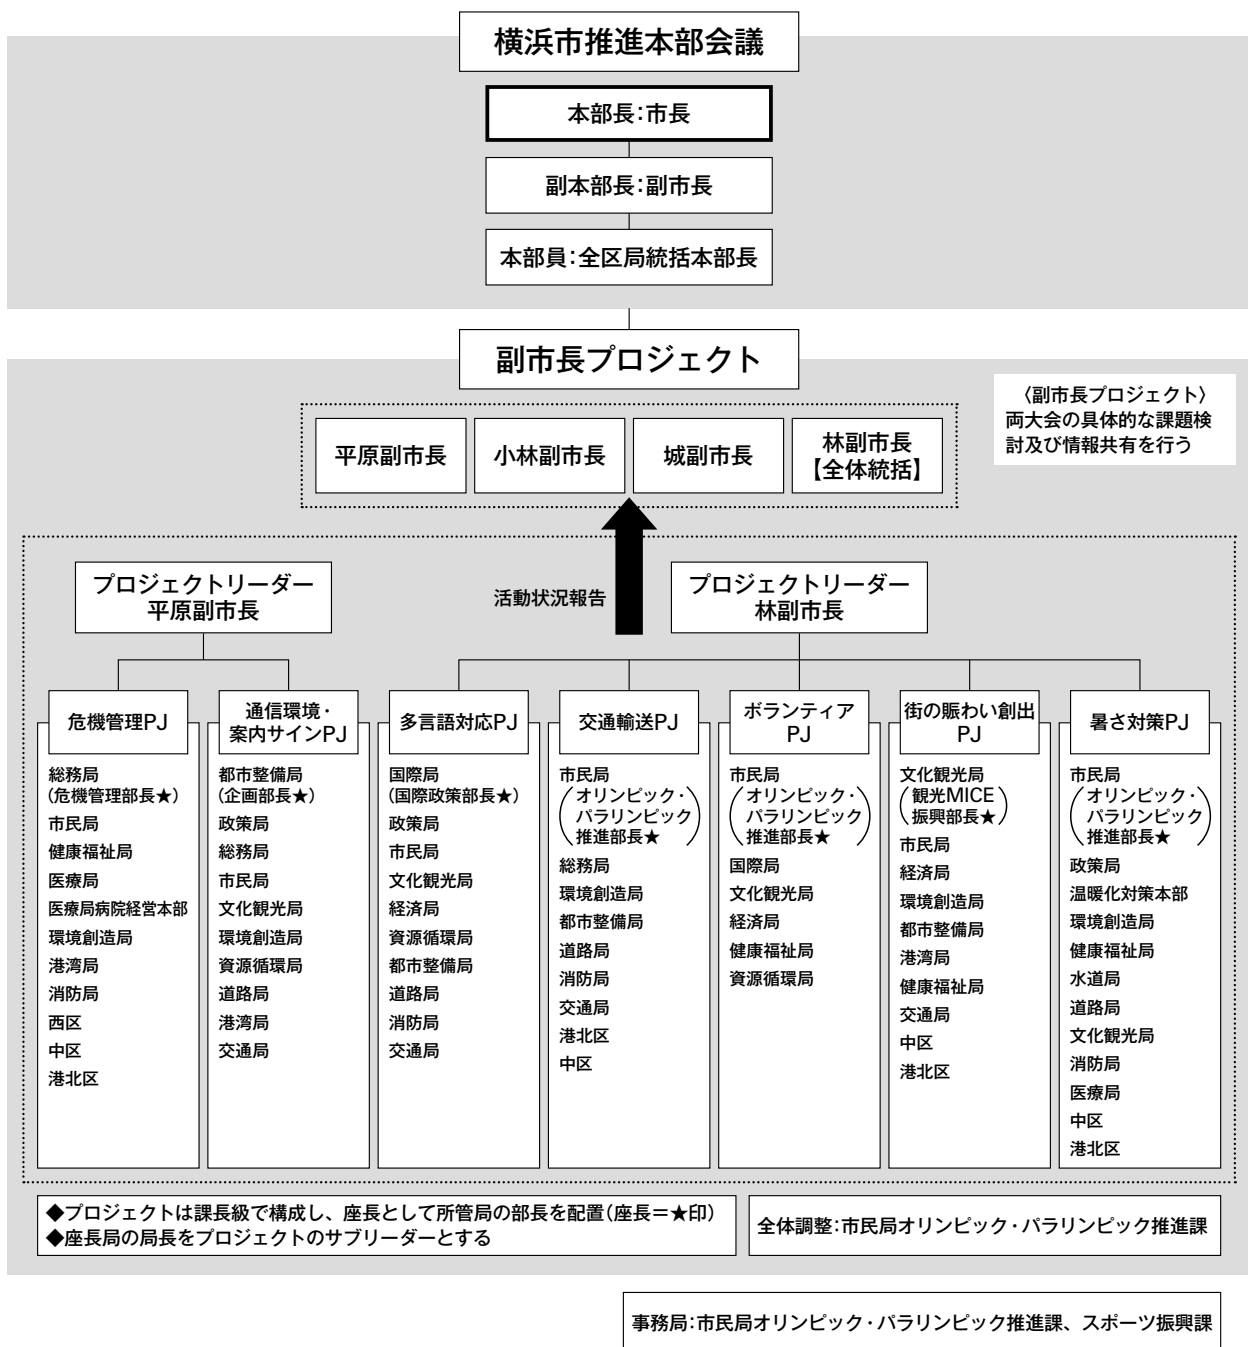 横浜市推進本部会議
本部長:市長
副本部長:副市長
本部員:全区局統括本部長
副市長プロジェクト
〈副市長プロジェクト〉
両大会の具体的な課題検
討及び情報共有を行う
平原副市長
小林副市長
城副市長
林副市長
【全体統括】
活動状況報告
プロジェクトリーダー
平原副市長
プロジェクトリーダー
林副市長
危機管理PJ
総務局
(危機管理部長★)
市民局
健康福祉局
医療局
医療局病院経営本部
環境創造局
港湾局
消防局
西区
中区
港北区
通信環境・
案内サインPJ
都市整備局
(企画部長★)
政策局
総務局
市民局
文化観光局
環境創造局
資源循環局
道路局
港湾局
交通局
多言語対応PJ
国際局
(国際政策部長★)
政策局
市民局
文化観光局
経済局
資源循環局
都市整備局
道路局
消防局
交通局
交通輸送PJ
市民局
(オリンピック・
パラリンピック
推進部長★)
総務局
環境創造局
都市整備局
道路局
消防局
交通局
港北区
中区
ボランティア
PJ
市民局
(オリンピック・
パラリンピック
推進部長★)
国際局
文化観光局
経済局
健康福祉局
資源循環局
街の賑わい創出
PJ
文化観光局
(観光MICE
振興部長★)
市民局
経済局
環境創造局
都市整備局
港湾局
健康福祉局
交通局
中区
港北区
暑さ対策PJ
市民局
(オリンピック・
パラリンピック
推進部長★)
政策局
温暖化対策本部
環境創造局
健康福祉局
水道局
道路局
文化観光局
消防局
医療局
中区
港北区
◆プロジェクトは課長級で構成し、座長として所管局の部長を配置(座長=★印)
◆座長局の局長をプロジェクトのサブリーダーとする
全体調整:市民局オリンピック・パラリンピック推進課
事務局:市民局オリンピック・パラリンピック推進課、スポーツ振興課